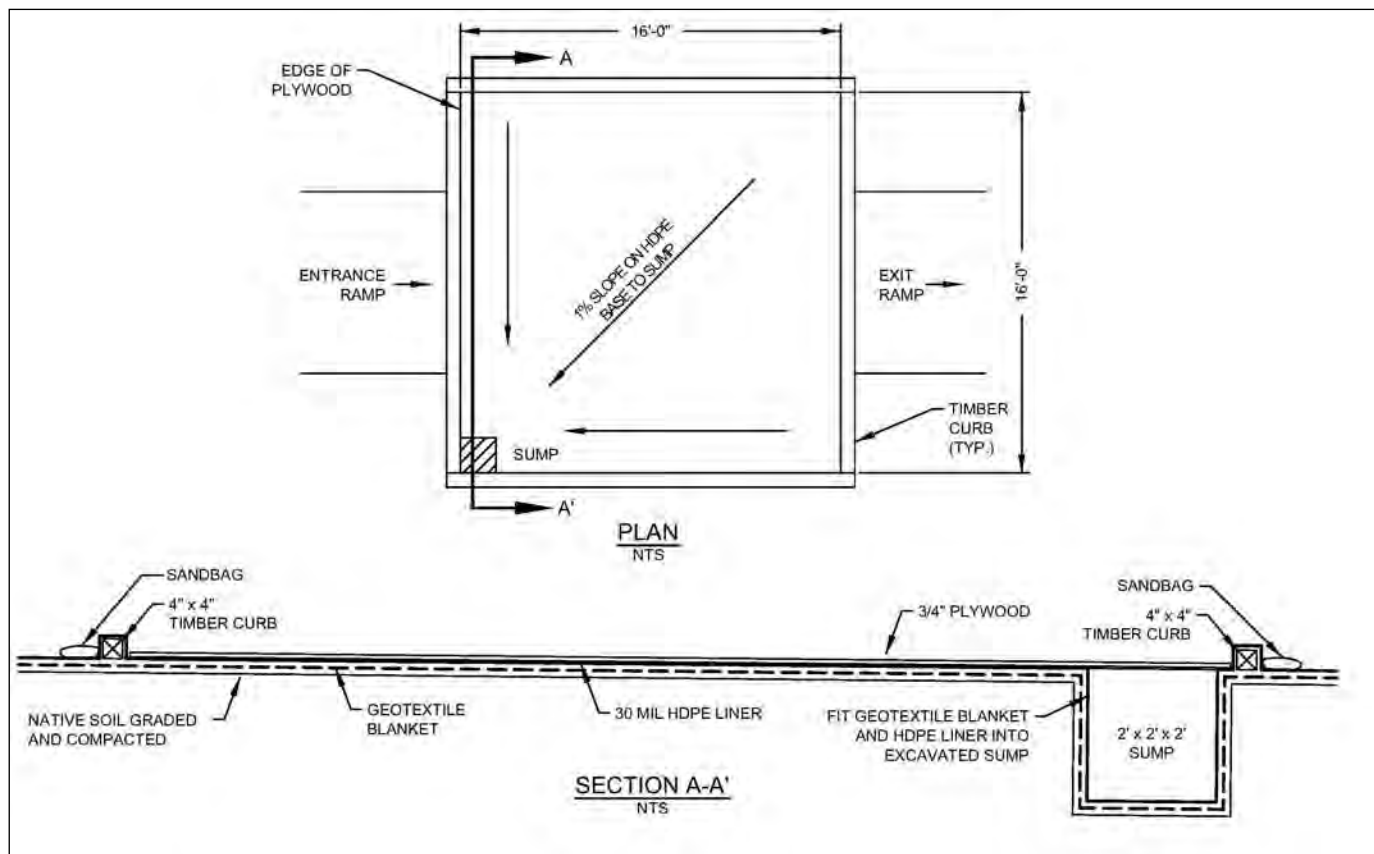 16'-0"
A
EDGE OF
PLYWOOD
1% SLOPE ON HDPE
BASE TO SUMP
ENTRANCE
RAMP
EXIT
RAMP
16'-0"
TIMBER
CURB
(TYP.)
SUMP
A'
PLAN
NTS
SANDBAG
4" x 4"
TIMBER CURB
3/4" PLYWOOD
SANDBAG
4" x 4"
TIMBER CURB
NATIVE SOIL GRADED
AND COMPACTED
GEOTEXTILE
BLANKET
30 MIL HDPE LINER
FIT GEOTEXTILE BLANKET
AND HDPE LINER INTO
EXCAVATED SUMP
2' x 2' x 2'
SUMP
SECTION A-A'
NTS